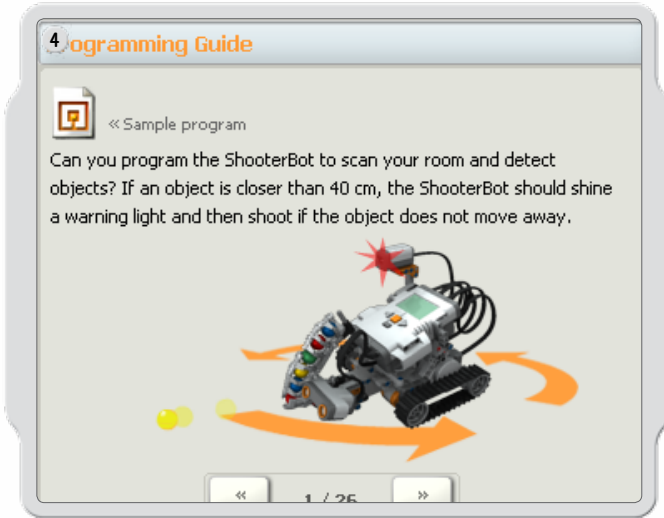 4
ogramming Guide
« Sample program
Can you program the ShooterBot to scan your room and detect
objects? If an object is closer than 40 cm, the ShooterBot should shine
a warning light and then shoot if the object does not move away.
« 1 / 26 »